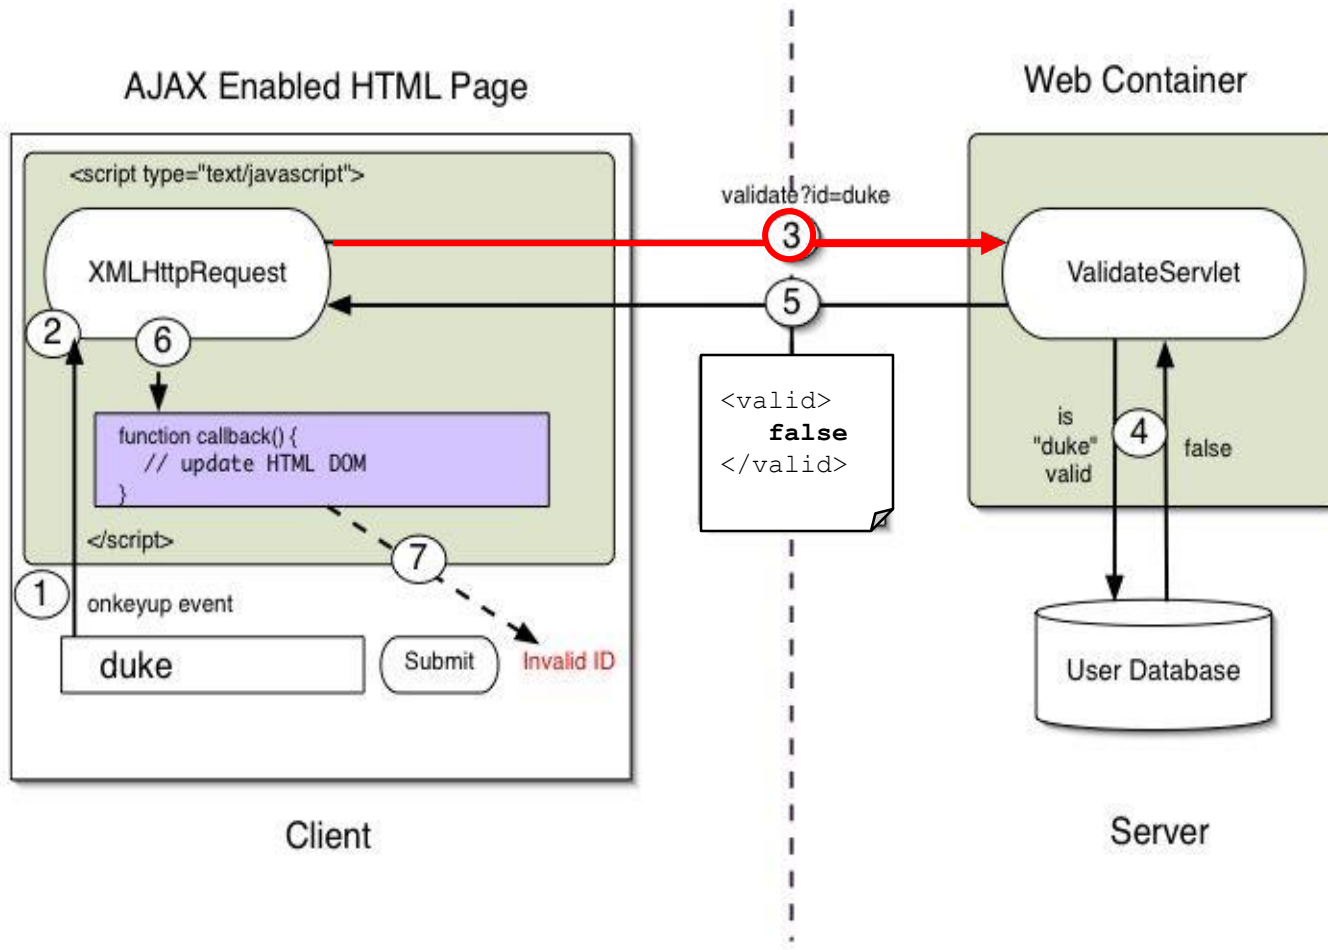 AJAX Enabled HTML Page
Web Container
<script type="text/javascript">
validate?id=duke
3
XMLHttpRequest
ValidateServlet
5
2
6
<valid>
false
</valid>
is
"duke"
valid
4
false
function callback() {
// update HTML DOM
}
</script>
7
1
onkeyup event
duke
Submit
Invalid ID
User Database
Client
Server